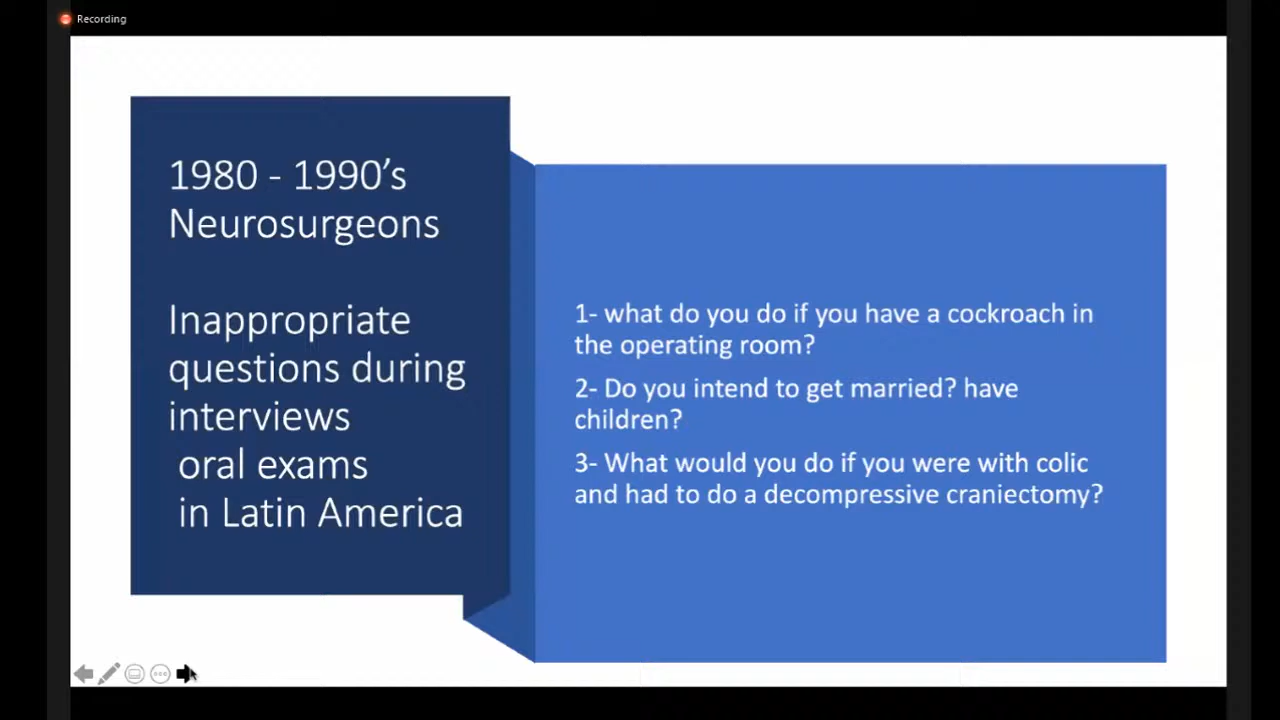 Recording
1980 - 1990’s
Neurosurgeons
Inappropriate
questions during
interviews
oral exams
in Latin America
1- what do you do if you have a cockroach in
the operating room?
2- Do you intend to get married? have
children?
3- What would you do if you were with colic
and had to do a decompressive craniectomy?